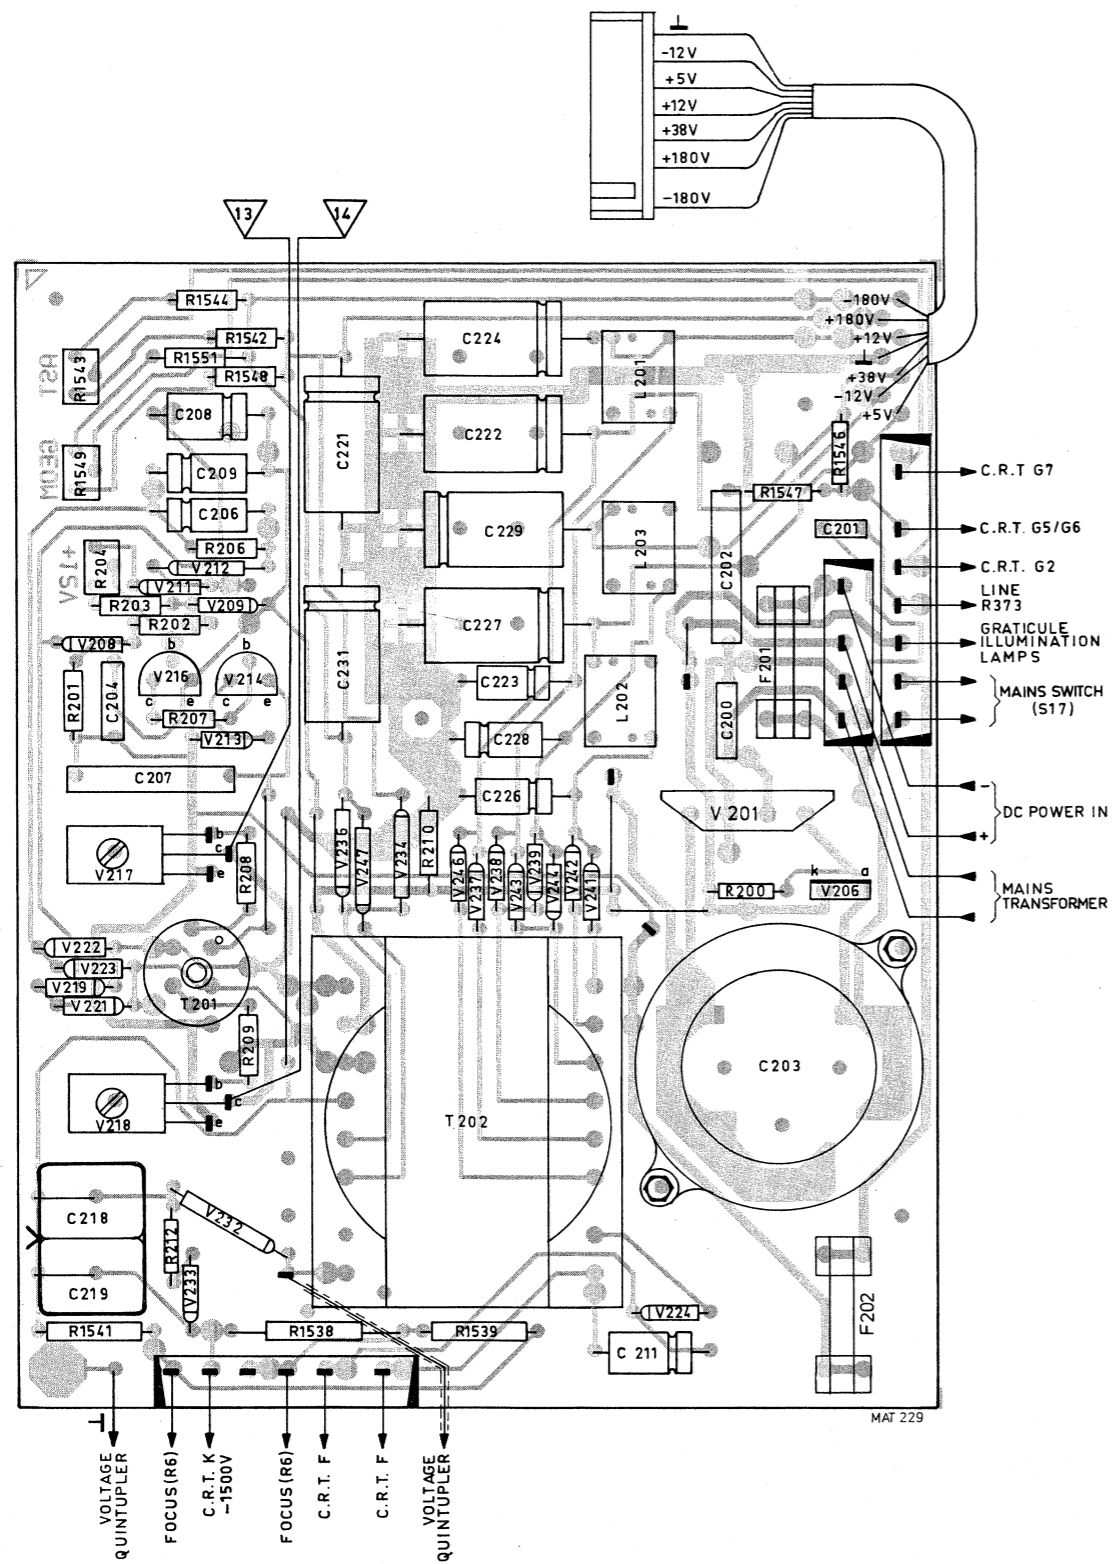 -12V
+5V
+12V
+38V
+180V
-180V
13
14
-180V
+180V
+12V
+38V
-12V
+5V
R1544
R1542
R1551
R1548
R1543
AST
C208
R1549
GEOM
C209
C206
R206
V212
R204
+12V
V211
R203
V209
R202
V208
b
b
V216
V214
c
e
c
e
R201
C204
R207
V213
C207
C221
C231
C224
C222
C229
C227
C223
C228
C226
L201
L203
L202
R1546
R1547
C201
C202
F201
C200
V201
k
a
R200
V206
C.R.T G7
C.R.T. G5/G6
C.R.T. G2
LINE
R373
GRATICULE
ILLUMINATION
LAMPS
MAINS SWITCH
(S17)
-
DC POWER IN
+
MAINS
TRANSFORMER
V217
b
c
e
R208
V236
V247
V234
R210
V246
V237
V238
V243
V239
V244
V242
V241
V222
V223
V219
V221
T201
R209
V218
b
c
e
T202
C203
C218
C219
R212
V232
V233
R1541
R1538
R1539
V224
C 211
F202
MAT 229
VOLTAGE
QUINTUPLER
FOCUS (R6)
C.R.T. K
-1500V
FOCUS (R6)
C.R.T. F
C.R.T. F
VOLTAGE
QUINTUPLER